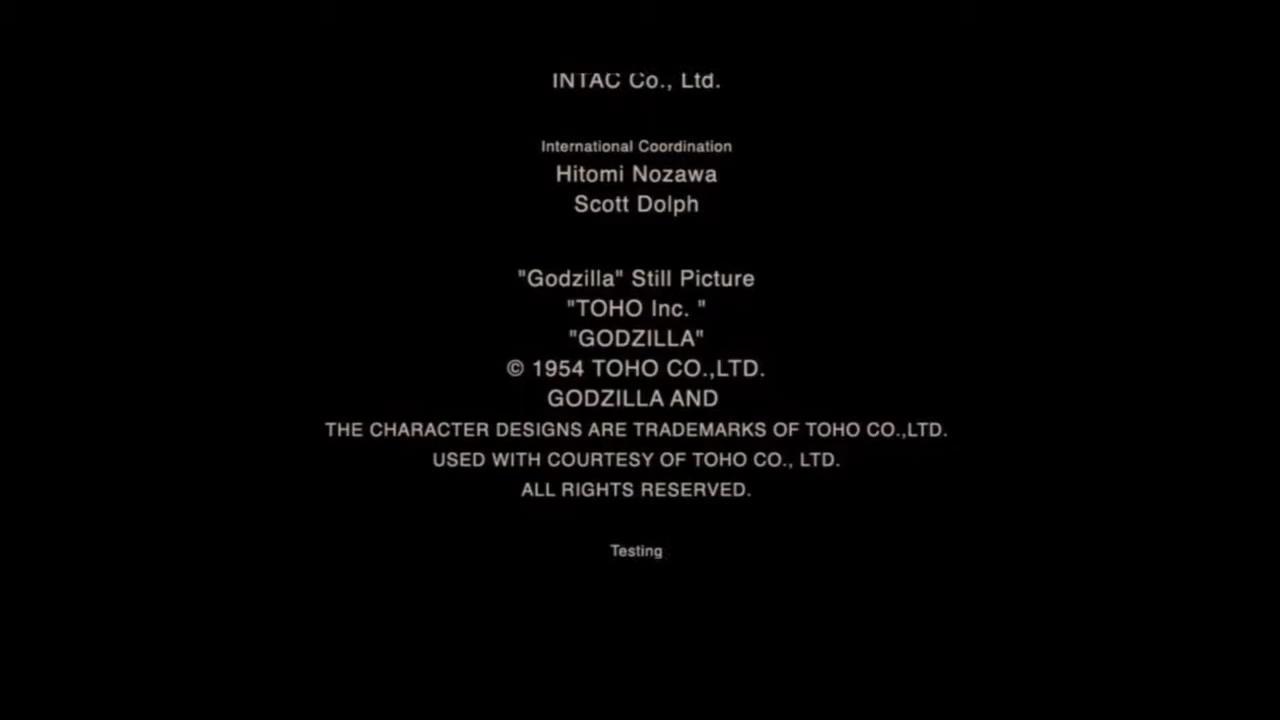 INTAC Co., Ltd.
International Coordination
Hitomi Nozawa
Scott Dolph
"Godzilla" Still Picture
"TOHO Inc. "
"GODZILLA"
© 1954 TOHO CO.,LTD.
GODZILLA AND
THE CHARACTER DESIGNS ARE TRADEMARKS OF TOHO CO.,LTD.
USED WITH COURTESY OF TOHO CO., LTD.
ALL RIGHTS RESERVED.
Testing